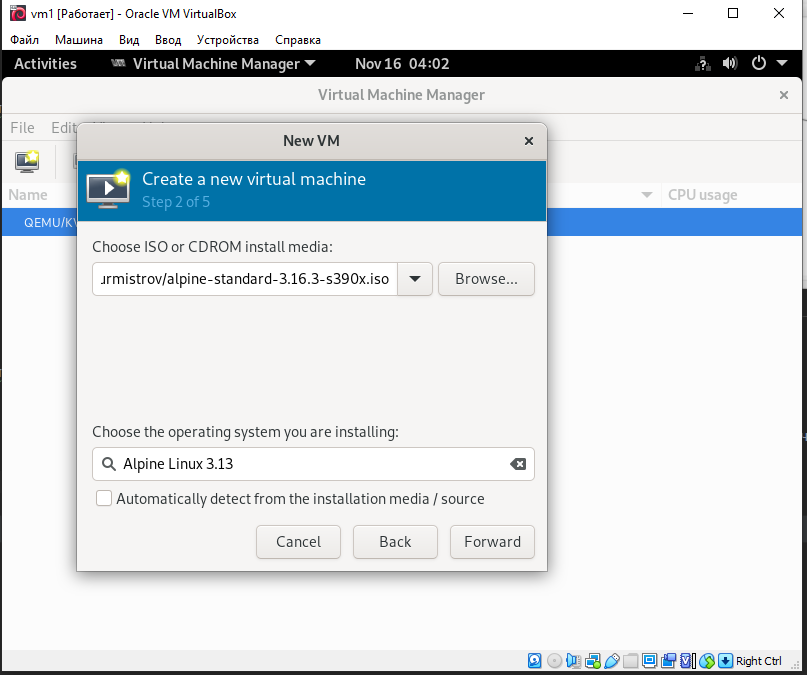 vm1 [Работает] - Oracle VM VirtualBox
Файл Машина Вид Ввод Устройства Справка
Activities Virtual Machine Manager Nov 16 04:02
Virtual Machine Manager
File Edit
New VM
Create a new virtual machine
Step 2 of 5
Name CPU usage
QEMU/KV
Choose ISO or CDROM install media:
urmistrov/alpine-standard-3.16.3-s390x.iso Browse...
Choose the operating system you are installing:
Alpine Linux 3.13
Automatically detect from the installation media / source
Cancel Back Forward
Right Ctrl